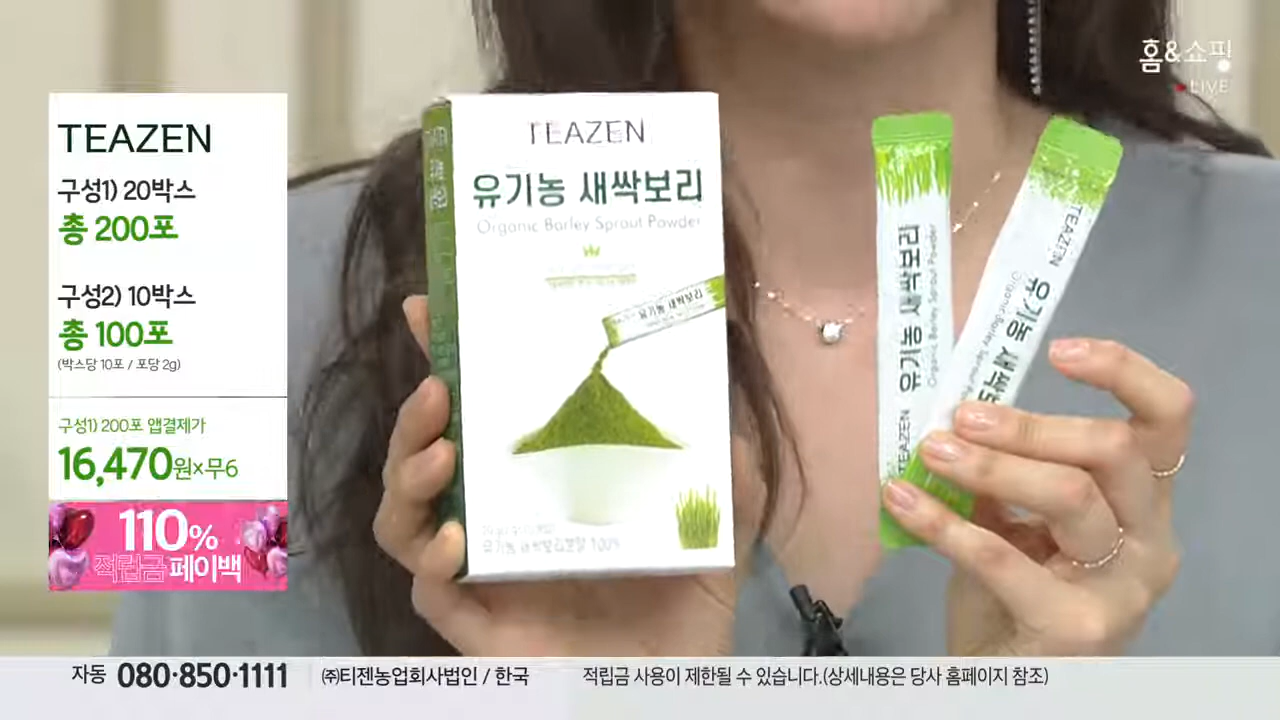 홈&쇼핑
LIVE
TEAZEN
구성1) 20박스
총 200포
구성2) 10박스
총 100포
(박스당 10포 / 포당 2g)
구성1) 200포 앱결제가
16,470원x무6
110%
적립금 페이백
TEAZEN
유기농 새싹보리
Organic Barley Sprout Powder
유기농 새싹보리
유기농 새싹보리분말 100%
TEAZEN 유기농 새싹보리
Organic Barley Sprout Powder
TEAZEN 유기농 새싹보
Organic Barley Sprout
자동 080·850·1111
㈜티젠농업회사법인 / 한국
적립금 사용이 제한될 수 있습니다.(상세내용은 당사 홈페이지 참조)